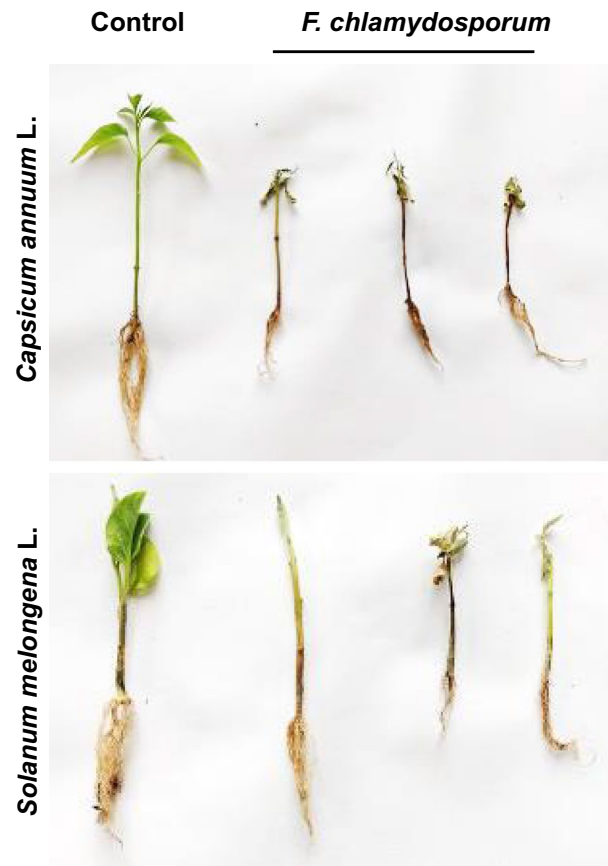 Control
F. chlamydosporum
Capsicum annuum L.
Solanum melongena L.